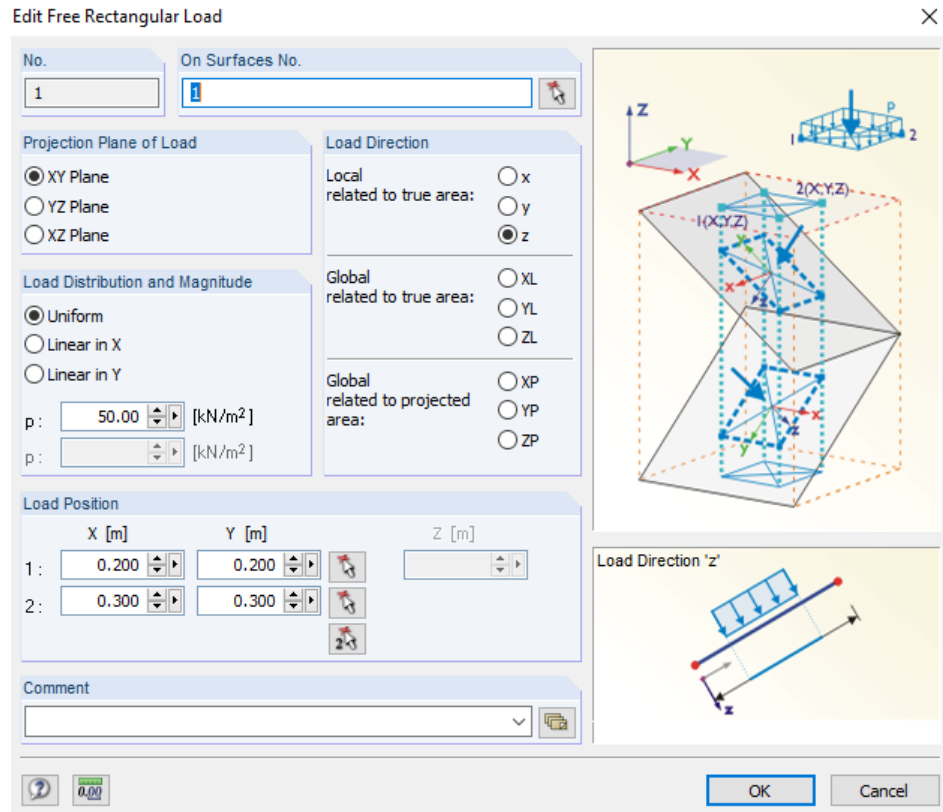 Edit Free Rectangular Load
No. On Surfaces No.
1 1
Projection Plane of Load Load Direction
XY Plane
YZ Plane
XZ Plane
Local
related to true area:
x
y
z
Load Distribution and Magnitude
Uniform
Linear in X
Linear in Y
p: 50.00 [kN/m²]
p: [kN/m²]
Global
related to true area:
XL
YL
ZL
Global
related to projected
area:
XP
YP
ZP
Load Position
X [m] Y [m] Z [m]
1: 0.200 0.200
2: 0.300 0.300
2
Comment
0.00
OK Cancel
Z
Y
X
p
1 2
2(X,Y,Z)
1(X,Y,Z)
Y
x
z
x
z
y
Load Direction 'z'
z